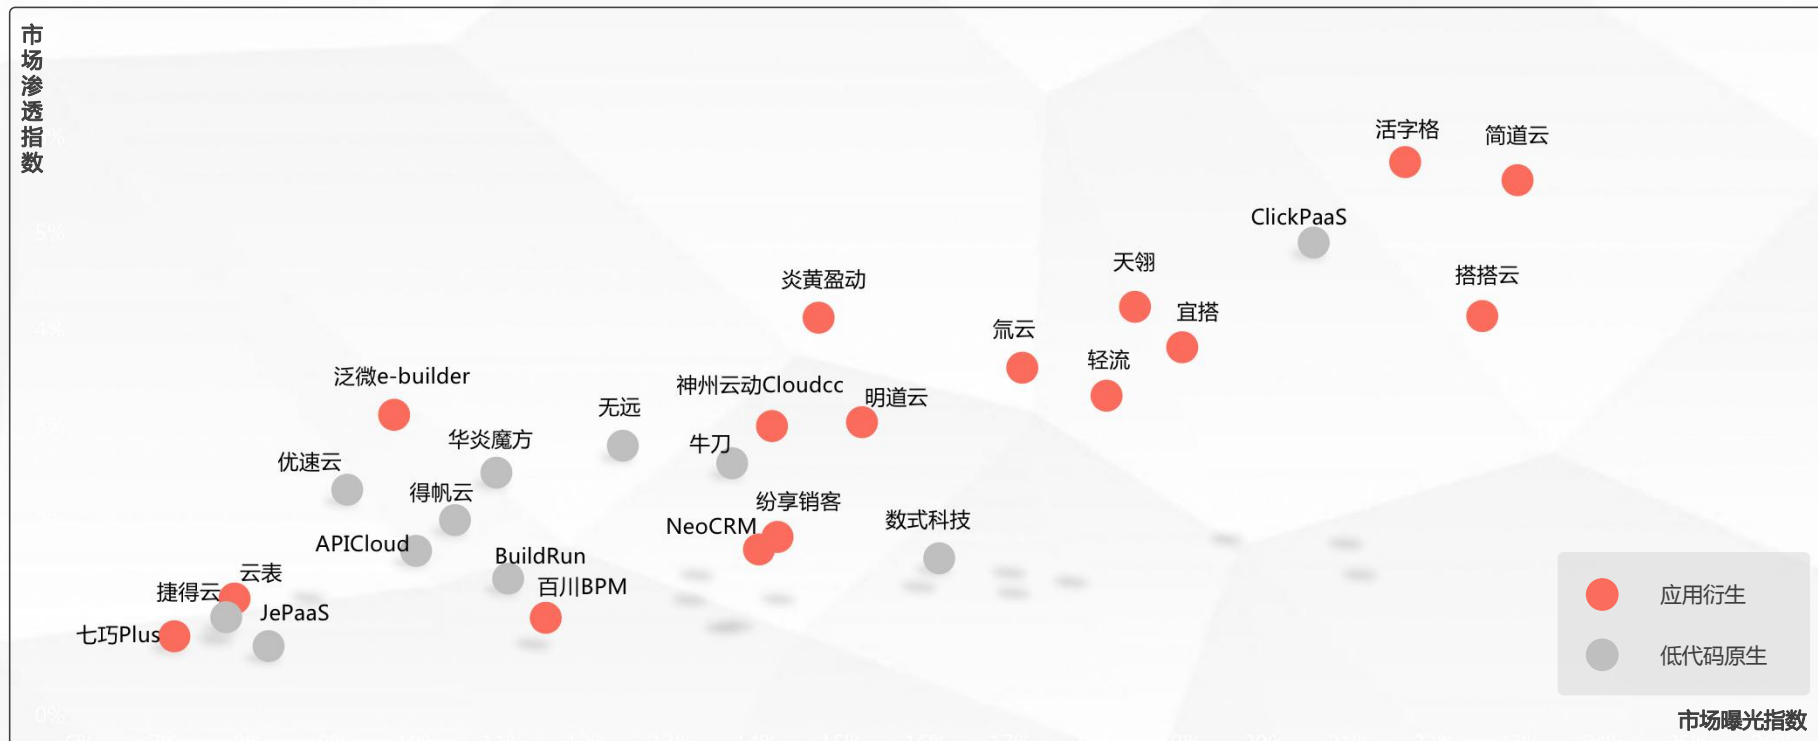 市场渗透指数
活字格
简道云
ClickPaaS
5%
天翎
搭搭云
炎黄盈动
宜搭
氚云
4%
轻流
泛微e-builder
神州云动Cloudcc
明道云
无远
华炎魔方
牛刀
优速云
得帆云
纷享销客
数式科技
NeoCRM
APICloud
BuildRun
云表
百川BPM
捷得云
JePaaS
七巧Plus
应用衍生
低代码原生
0%
市场曝光指数